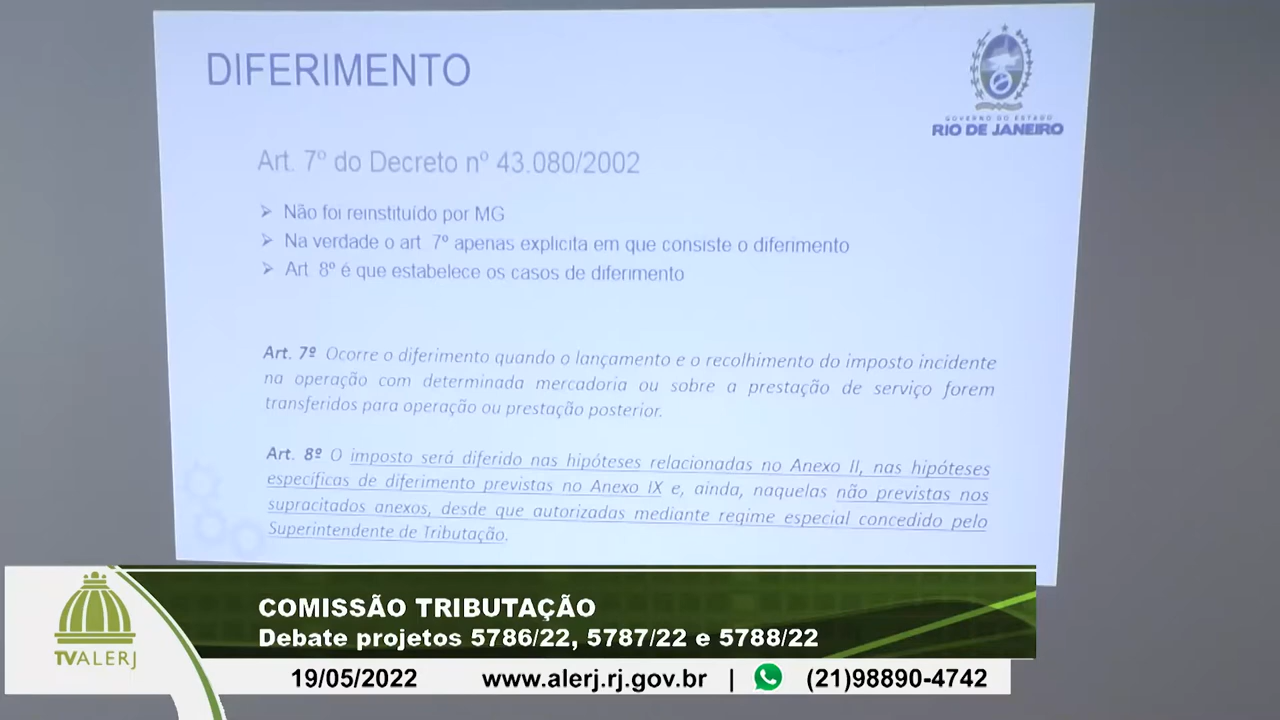 DIFERIMENTO
GOVERNO DO ESTADO
RIO DE JANEIRO
Art. 7º do Decreto nº 43.080/2002
➢ Não foi reinstituído por MG
➢ Na verdade o art 7º apenas explicita em que consiste o diferimento
➢ Art 8º é que estabelece os casos de diferimento
Art. 7º Ocorre o diferimento quando o lançamento e o recolhimento do imposto incidente
na operação com determinada mercadoria ou sobre a prestação de serviço forem
transferidos para operação ou prestação posterior.
Art. 8º O imposto será diferido nas hipóteses relacionadas no Anexo II, nas hipóteses
específicas de diferimento previstas no Anexo IX e, ainda, naquelas não previstas nos
supracitados anexos, desde que autorizadas mediante regime especial concedido pelo
Superintendente de Tributação.
COMISSÃO TRIBUTAÇÃO
Debate projetos 5786/22, 5787/22 e 5788/22
TVALERJ
19/05/2022 www.alerj.rj.gov.br | (21)98890-4742